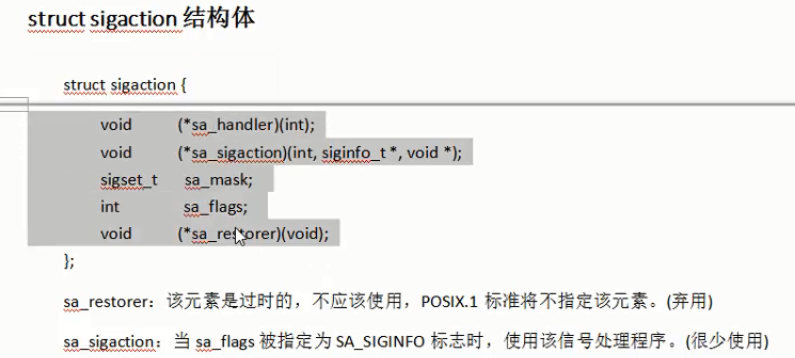 struct sigaction 结构体
struct sigaction {
void (*sa_handler)(int);
void (*sa_sigaction)(int, siginfo_t *, void *);
sigset_t sa_mask;
int sa_flags;
void (*sa_restorer)(void);
};
sa_restorer：该元素是过时的，不应该使用，POSIX.1 标准将不指定该元素。(弃用)
sa_sigaction：当 sa_flags 被指定为 SA_SIGINFO 标志时，使用该信号处理程序。(很少使用)